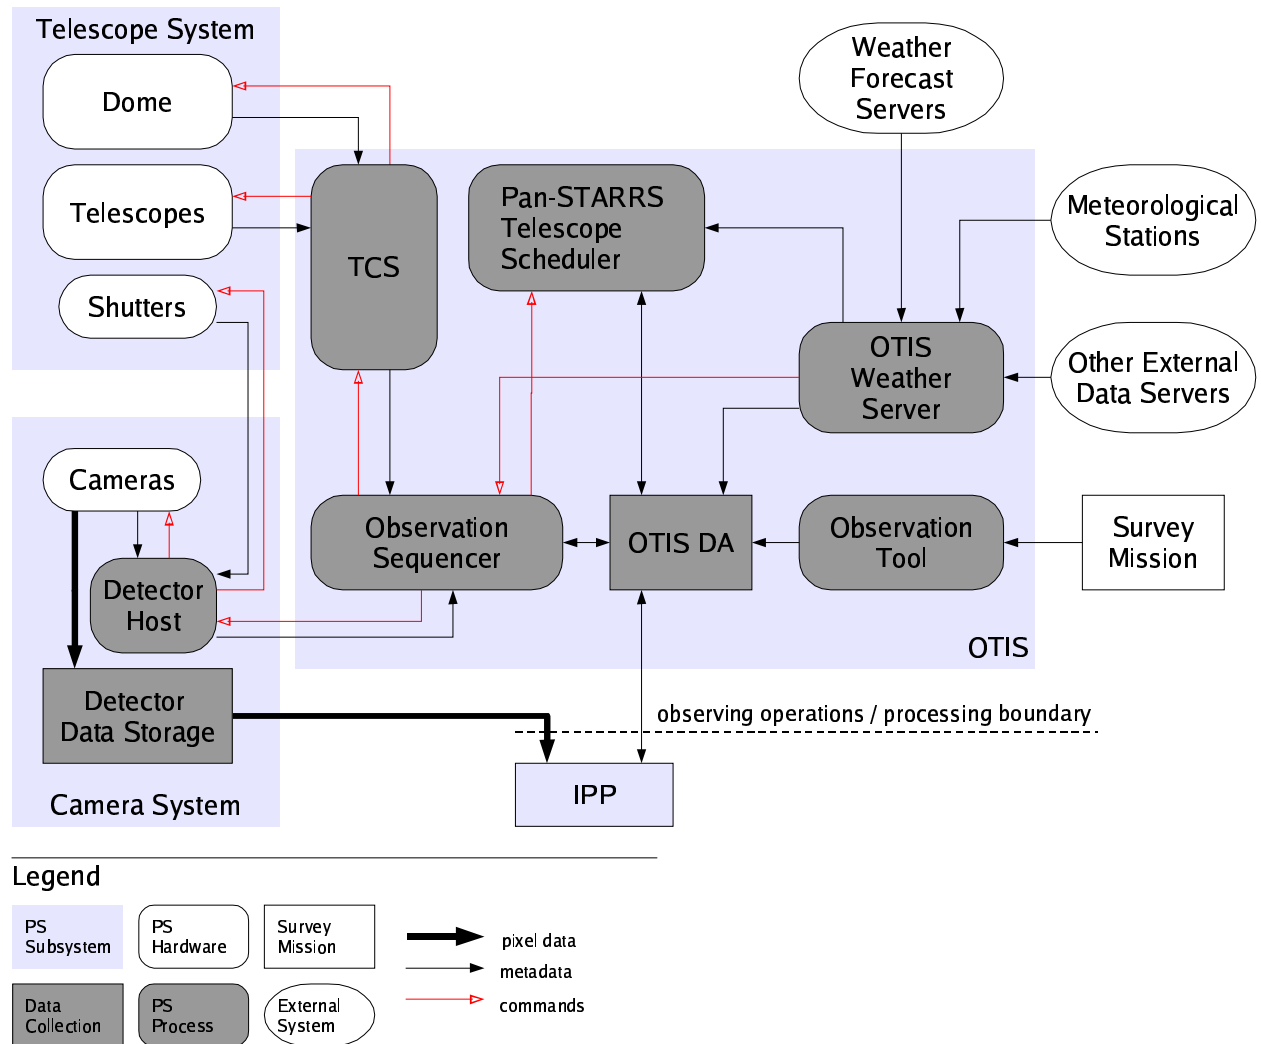 Telescope System
Dome
Telescopes
Shutters
TCS
Pan-STARRS
Telescope
Scheduler
Weather
Forecast
Servers
Meteorological
Stations
OTIS
Weather
Server
Other External
Data Servers
Cameras
Detector
Host
Observation
Sequencer
OTIS DA
Observation
Tool
Survey
Mission
OTIS
Detector
Data Storage
Camera System
observing operations / processing boundary
IPP
Legend
PS
Subsystem
PS
Hardware
Survey
Mission
pixel data
metadata
commands
Data
Collection
PS
Process
External
System